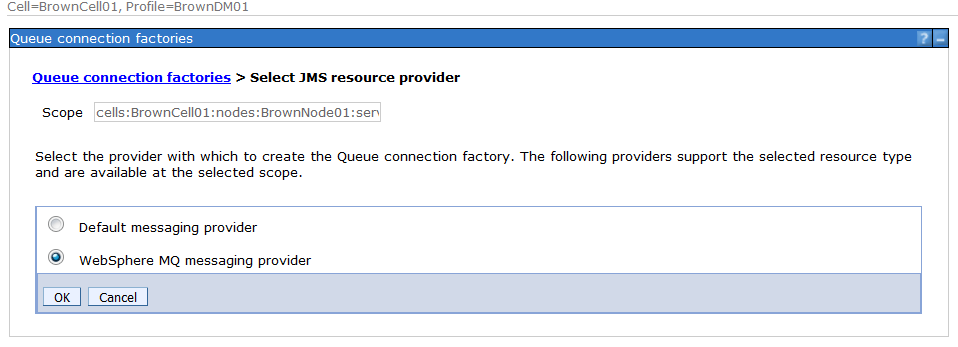 Cell=BrownCell01, Profile=BrownDM01
Queue connection factories ? –
Queue connection factories > Select JMS resource provider
Scope cells:BrownCell01:nodes:BrownNode01:serv
Select the provider with which to create the Queue connection factory. The following providers support the selected resource type
and are available at the selected scope.
Default messaging provider
WebSphere MQ messaging provider
OK Cancel